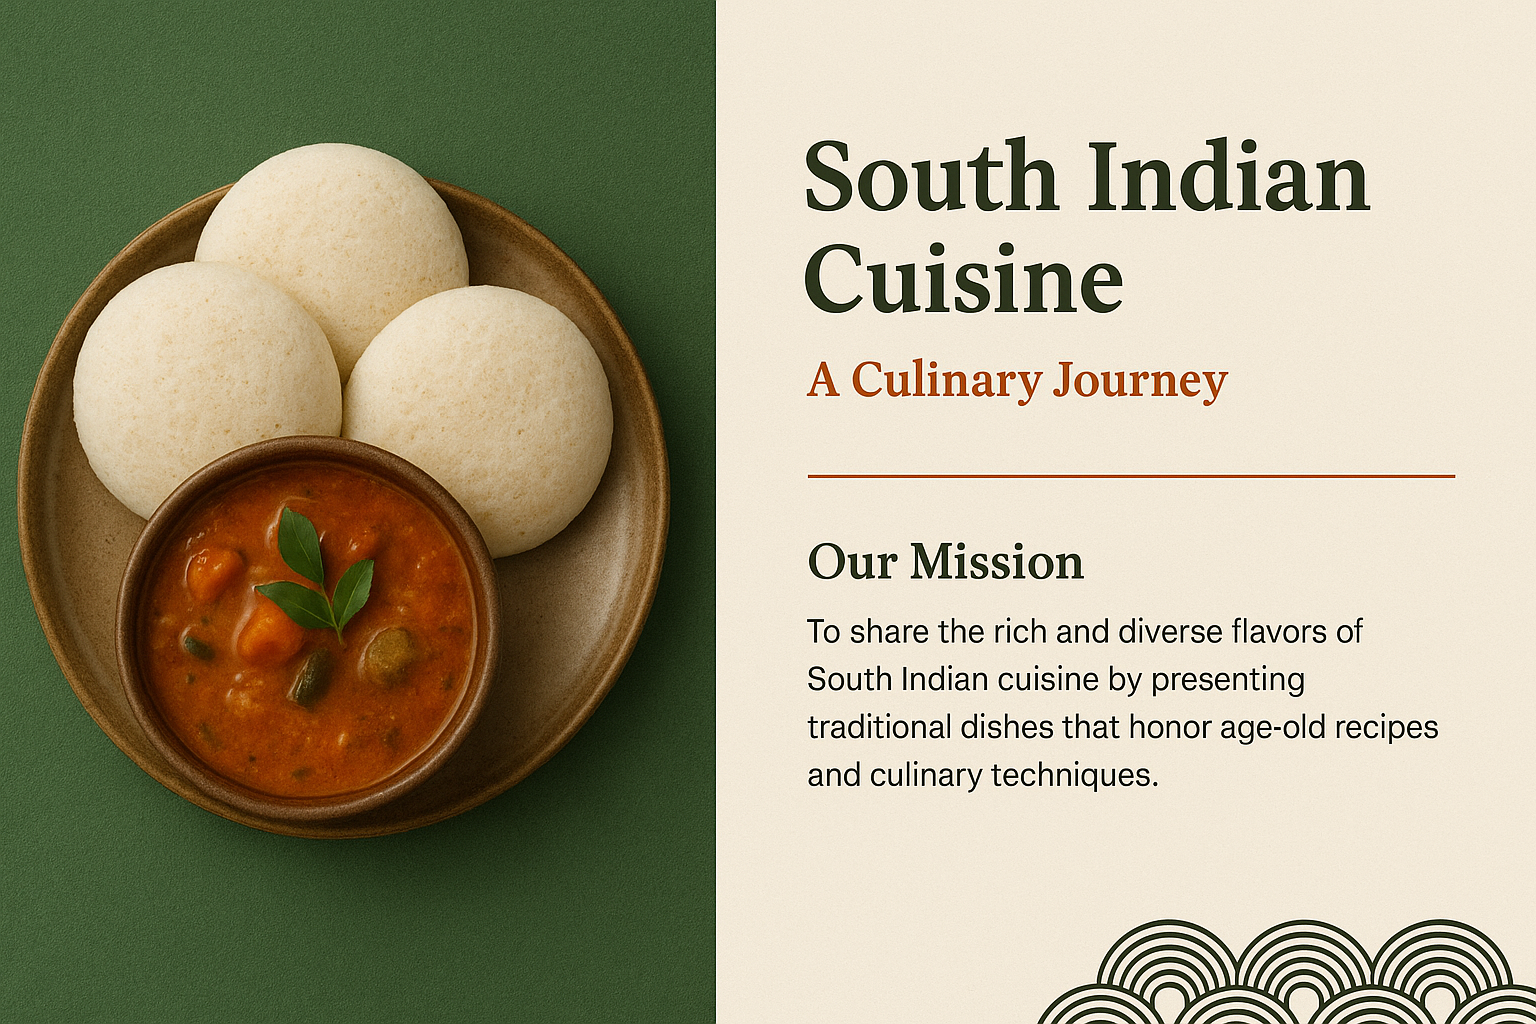 South Indian
Cuisine
A Culinary Journey
Our Mission
To share the rich and diverse flavors of
South Indian cuisine by presenting
traditional dishes that honor age-old recipes
and culinary techniques.